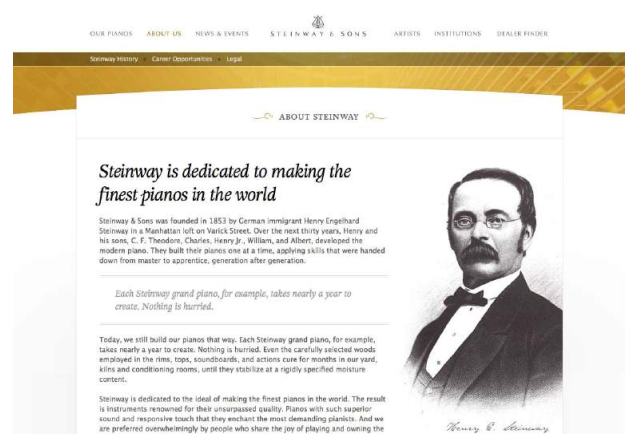 OUR PIANOS ABOUT US NEWS & EVENTS STEINWAY & SONS ARTISTS INSTITUTIONS DEALER FINDER
Steinway History • Career Opportunities • Legal
ABOUT STEINWAY
Steinway is dedicated to making the
finest pianos in the world
Steinway & Sons was founded in 1853 by German immigrant Henry Engelhard
Steinway in a Manhattan loft on Varick Street. Over the next thirty years, Henry and
his sons, C. F. Theodore, Charles, Henry Jr., William, and Albert, developed the
modern piano. They built their pianos one at a time, applying skills that were handed
down from master to apprentice, generation after generation.
Each Steinway grand piano, for example, takes nearly a year to
create. Nothing is hurried.
Today, we still build our pianos that way. Each Steinway grand piano, for example,
takes nearly a year to create. Nothing is hurried. Even the carefully selected woods
employed in the rims, tops, soundboards, and actions cure for months in our yard,
kilns and conditioning rooms, until they stabilize at a rigidly specified moisture
content.
Steinway is dedicated to the ideal of making the finest pianos in the world. The result
is instruments renowned for their unsurpassed quality. Pianos with such superior
sound and responsive touch that they enchant the most demanding pianists. And we
are preferred overwhelmingly by people who share the joy of playing and owning the
Henry E. Steinway